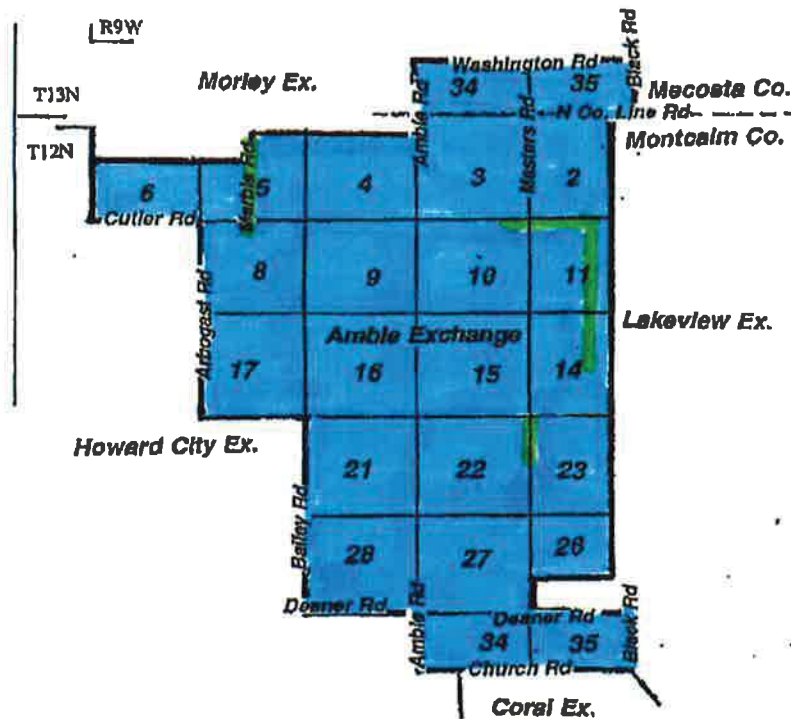 R9W
Black Rd
Washington Rd
Morley Ex.
34
35
Mecosta Co.
T13N
Amble Rd
Masters Rd
N Co. Line Rd
Montcalm Co.
T12N
Marble Rd
6
5
4
3
2
Cutler Rd
8
9
10
11
Arbogast Rd
Lakeview Ex.
Amble Exchange
17
16
15
14
Howard City Ex.
21
22
23
Bailey Rd
28
27
26
Deaner Rd
Amble Rd
Deaner Rd
Black Rd
34
35
Church Rd
Coral Ex.